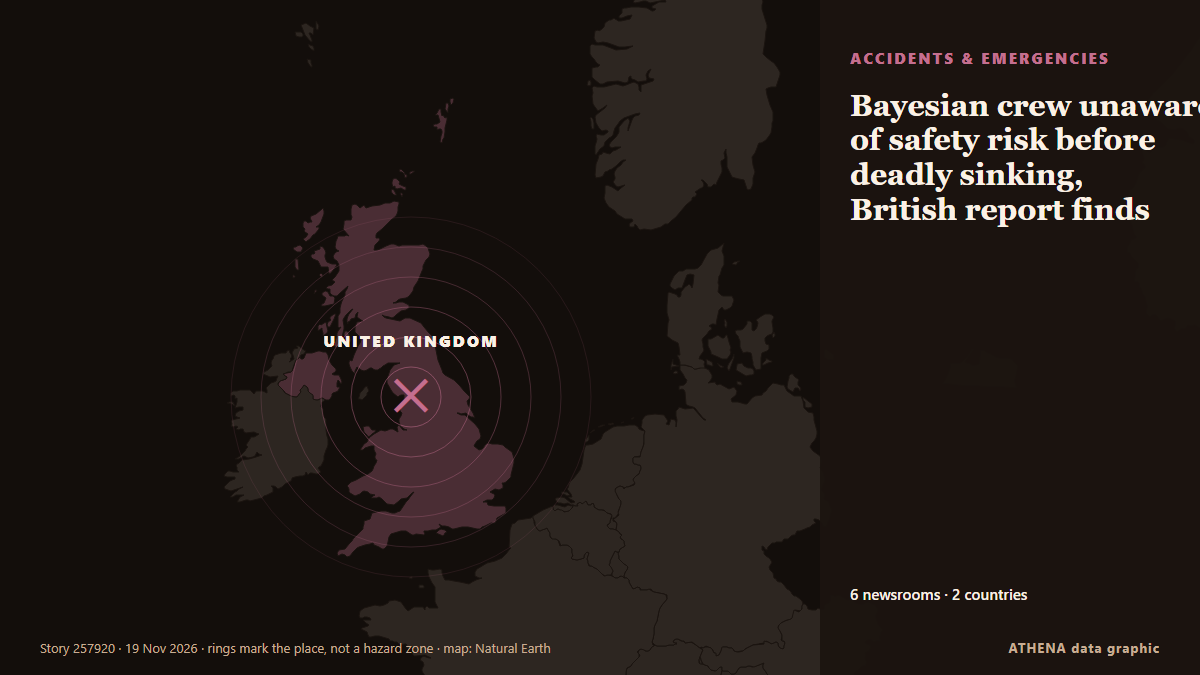 ACCIDENTS & EMERGENCIES
Bayesian crew unaware
of safety risk before
deadly sinking,
British report finds
UNITED KINGDOM
6 newsrooms · 2 countries
Story 257920 · 19 Nov 2026 · rings mark the place, not a hazard zone · map: Natural Earth
ATHENA data graphic